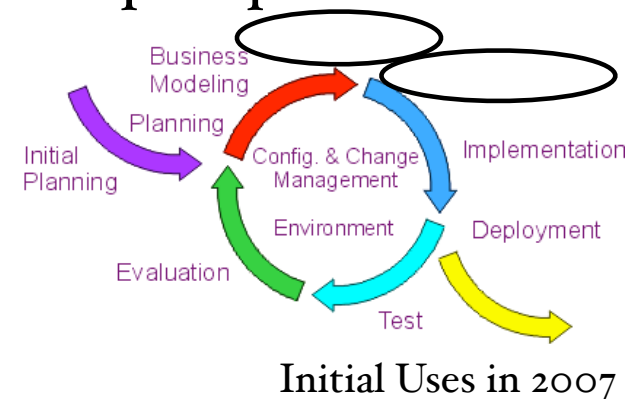 Business
Modeling
Planning
Initial
Planning
Config. & Change
Management
Implementation
Environment
Deployment
Evaluation
Test
Initial Uses in 2007